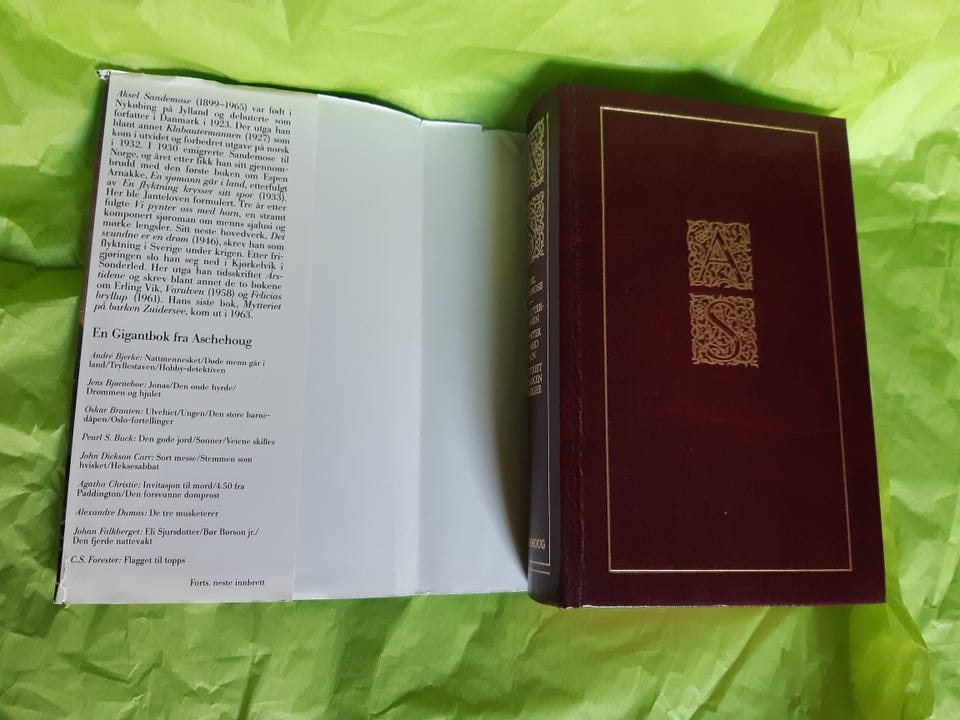 Aksel Sandemose (1899–1965) var født i
Nykøbing på Jylland og debuterte som
forfatter i Danmark i 1923. Der utga han
blant annet Klabautermannen (1927) som
kom i utvidet og forbedret utgave på norsk
i 1932. I 1930 emigrerte Sandemose til
Norge, og året etter fikk han sitt gjennom-
brudd med den første boken om Espen
Arnakke, En sjømann går i land, etterfulgt
av En flyktning krysser sitt spor (1933).
Her ble Janteloven formulert. Tre år etter
fulgte Vi pynter oss med horn, en stramt
komponert sjøroman om menns sjalusi og
mørke lengsler. Sitt neste hovedverk, Det
svundne er en drøm (1946), skrev han som
flyktning i Sverige under krigen. Etter fri-
gjøringen slo han seg ned i Kjørkelvik i
Sønderled. Her utga han tidsskriftet Års-
tidene og skrev blant annet de to bøkene
om Erling Vik, Varulven (1958) og Felicias
bryllup (1961). Hans siste bok, Mytteriet
på barken Zuidersee, kom ut i 1963.
En Gigantbok fra Aschehoug
André Bjerke: Nattmennesket/Døde menn går i
land/Tryllestaven/Hobby-detektiven
Jens Bjørneboe: Jonas/Den onde hyrde/
Drømmen og hjulet
Oskar Braaten: Ulvehiet/Ungen/Den store barne-
dåpen/Oslo-fortellinger
Pearl S. Buck: Den gode jord/Sønner/Veiene skilles
John Dickson Carr: Sort messe/Stemmen som
hvisket/Heksesabbat
Agatha Christie: Invitasjon til mord/4.50 fra
Paddington/Den forsvunne domprost
Alexandre Dumas: De tre musketerer
Johan Falkberget: Eli Sjursdotter/Bør Børson jr./
Den fjerde nattevakt
C.S. Forester: Flagget til topps
Forts. neste innbrett
A
S
A
S